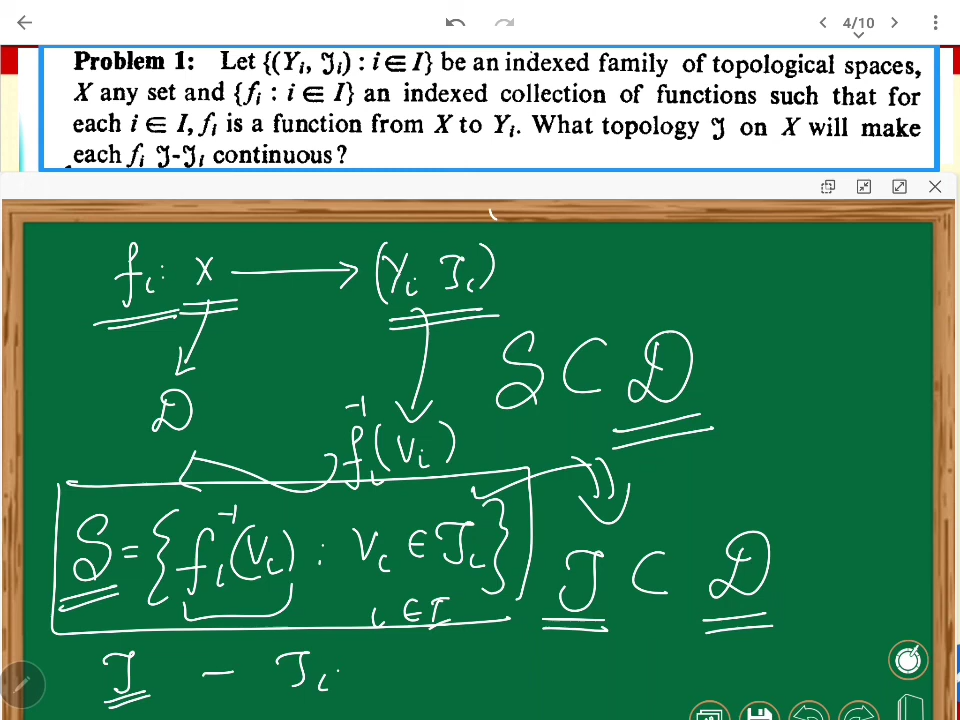 4/10
Problem 1: Let {(Yᵢ, 𝒥ᵢ) : i ∈ I} be an indexed family of topological spaces,
X any set and {fᵢ : i ∈ I} an indexed collection of functions such that for
each i ∈ I, fᵢ is a function from X to Yᵢ. What topology 𝒥 on X will make
each fᵢ 𝒥-𝒥ᵢ continuous?
fᵢ : X ⟶ (Yᵢ 𝒥ᵢ)
S ⊂ D
D
fᵢ⁻¹(Vᵢ)
S = {fᵢ⁻¹(Vᵢ) : Vᵢ ∈ 𝒥ᵢ}
i ∈ I
𝒥 ⊂ D
𝒥 – 𝒥ᵢ